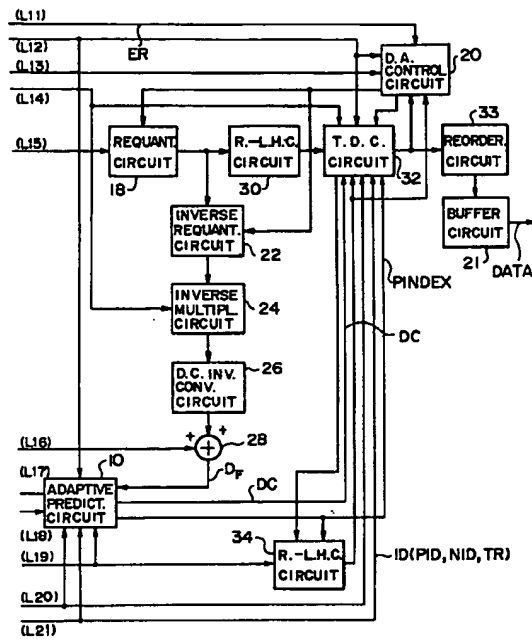 (L11)
(L12)
ER
(L13)
(L14)
D.A.
CONTROL
CIRCUIT
20
33
(L15)
REQUANT.
CIRCUIT
18
R.-L.H.C.
CIRCUIT
30
T.D.C.
CIRCUIT
32
REORDER.
CIRCUIT
INVERSE
REQUANT.
CIRCUIT
22
BUFFER
CIRCUIT
21
DATA
PINDEX
INVERSE
MULTIPL.
CIRCUIT
24
DC
D.C. INV.
CONV.
CIRCUIT
26
+
+
(L16)
+
28
DF
(L17)
10
ADAPTIVE
PREDICT.
CIRCUIT
DC
(L18)
(L19)
34
R.-L.H.C.
CIRCUIT
ID(PID, NID, TR)
(L20)
(L21)